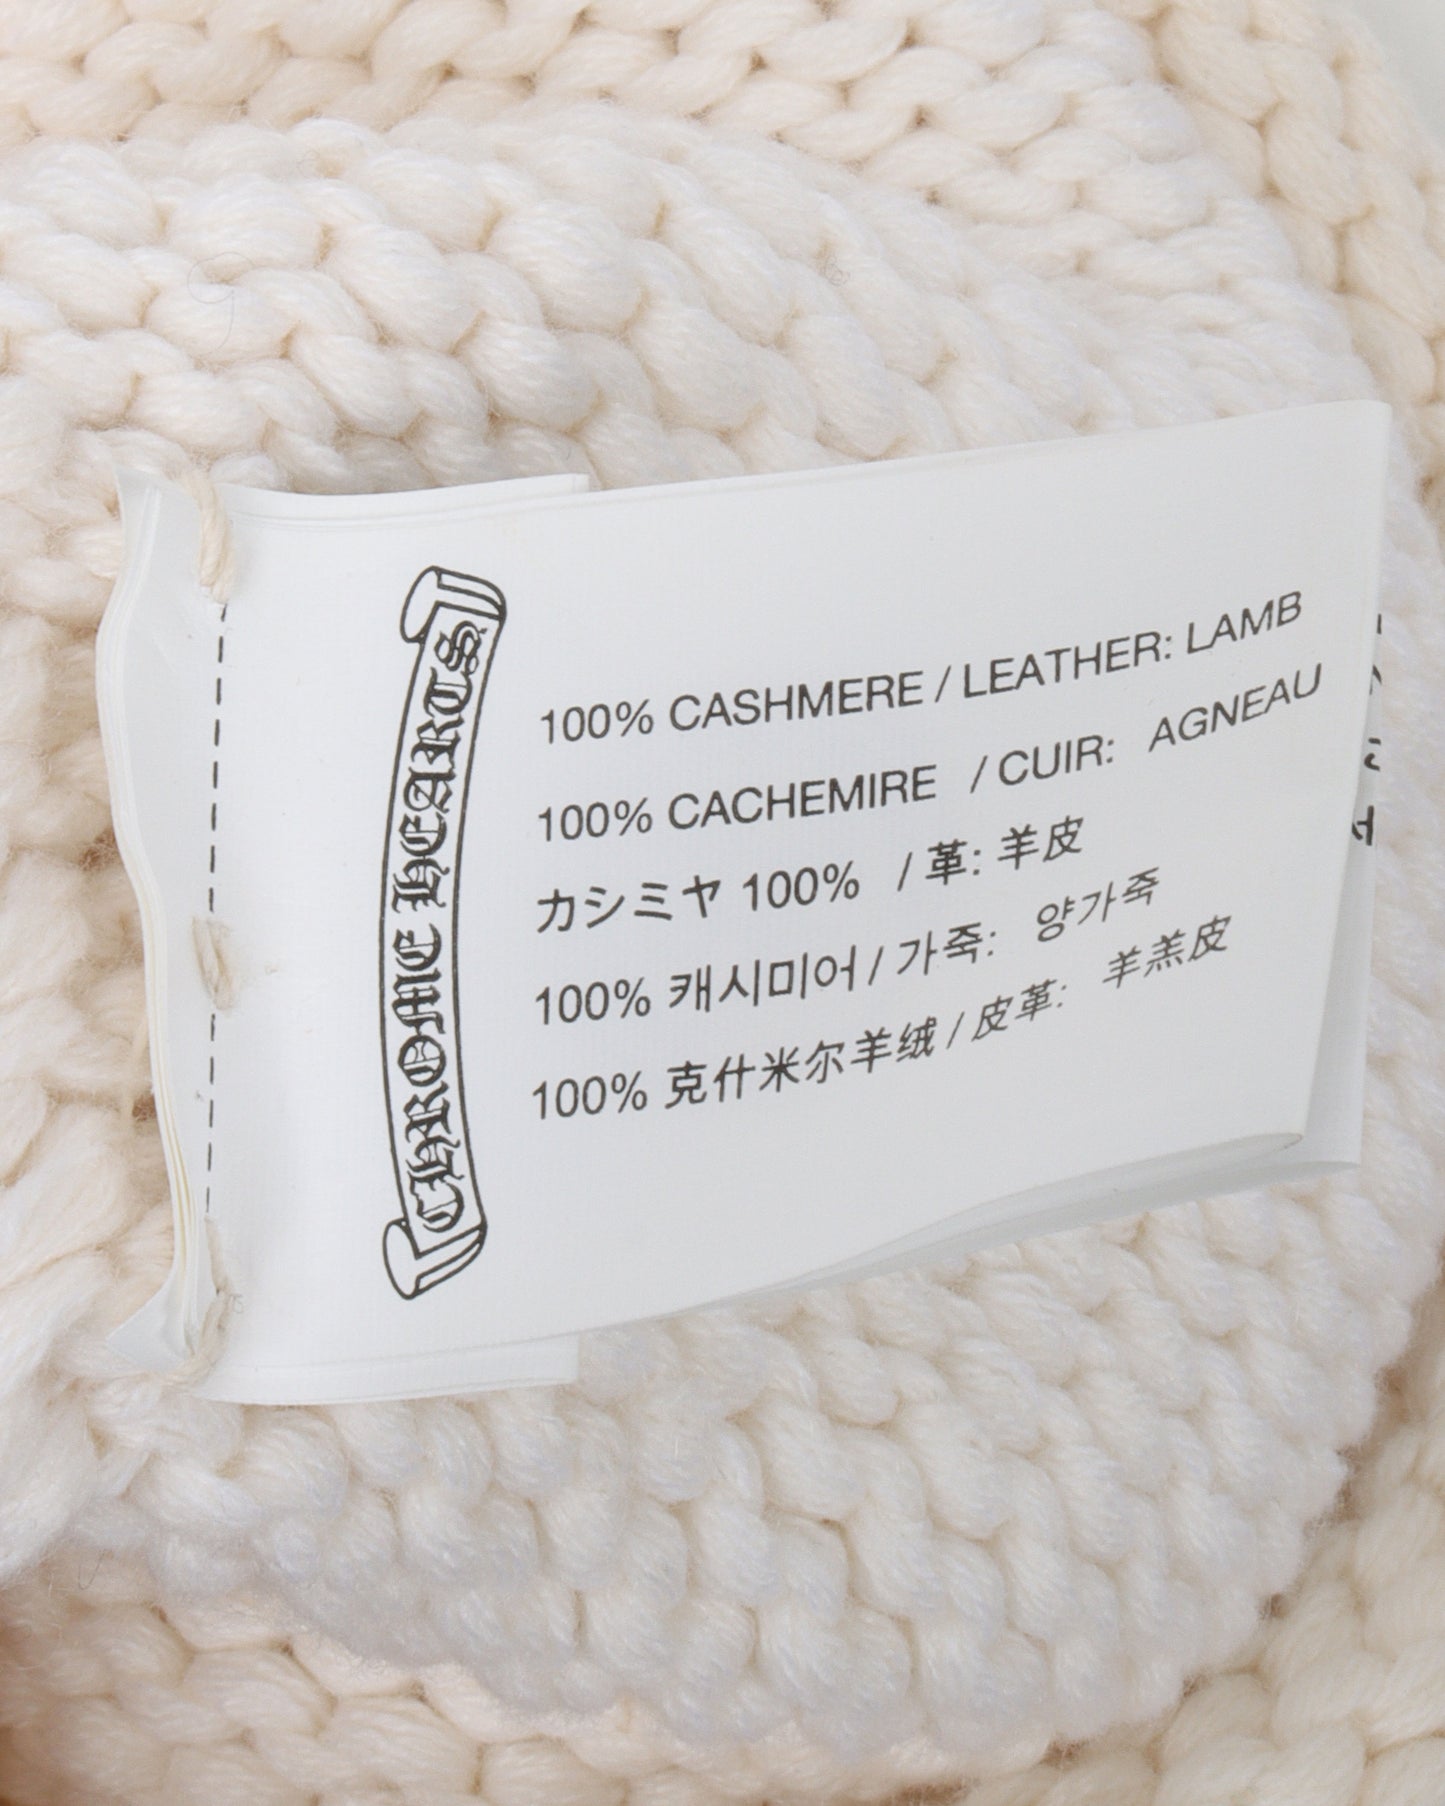 CHROME HEARTS
100% CASHMERE / LEATHER: LAMB
100% CACHEMIRE / CUIR: AGNEAU
カシミヤ 100% / 革: 羊皮
100% 캐시미어 / 가죽: 양가죽
100% 克什米尔羊绒 / 皮革: 羊羔皮